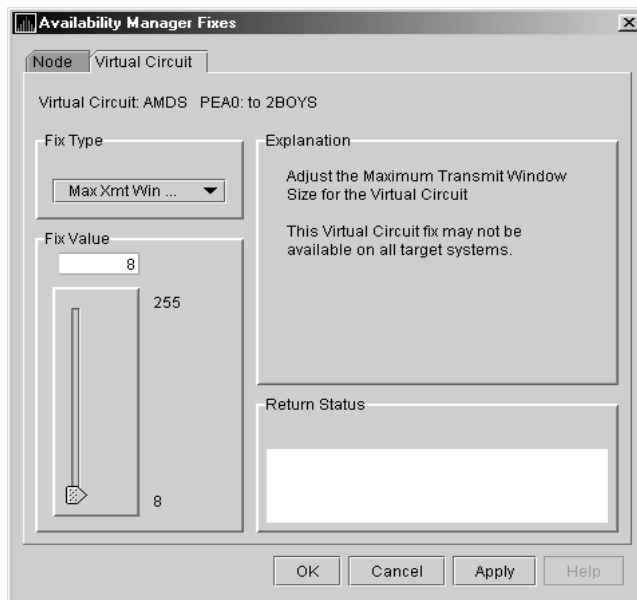 Availability Manager Fixes
Node
Virtual Circuit
Virtual Circuit: AMDS PEA0: to 2BOYS
Fix Type
Max Xmt Win ...
Explanation
Adjust the Maximum Transmit Window
Size for the Virtual Circuit
This Virtual Circuit fix may not be
available on all target systems.
Fix Value
8
255
8
Return Status
OK
Cancel
Apply
Help